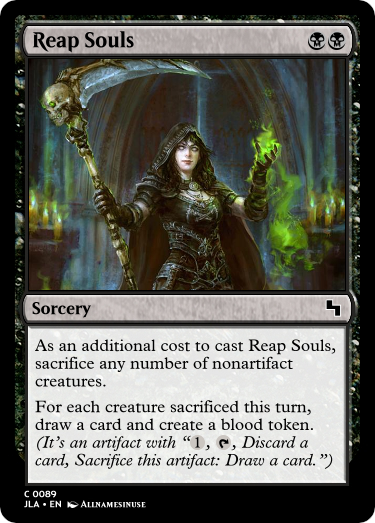 Reap Souls
Sorcery
As an additional cost to cast Reap Souls,
sacrifice any number of nonartifact
creatures.
For each creature sacrificed this turn,
draw a card and create a blood token.
(It's an artifact with “1, , Discard a
card, Sacrifice this artifact: Draw a card.”)
C 0089
JLA • EN Allnamesinuse